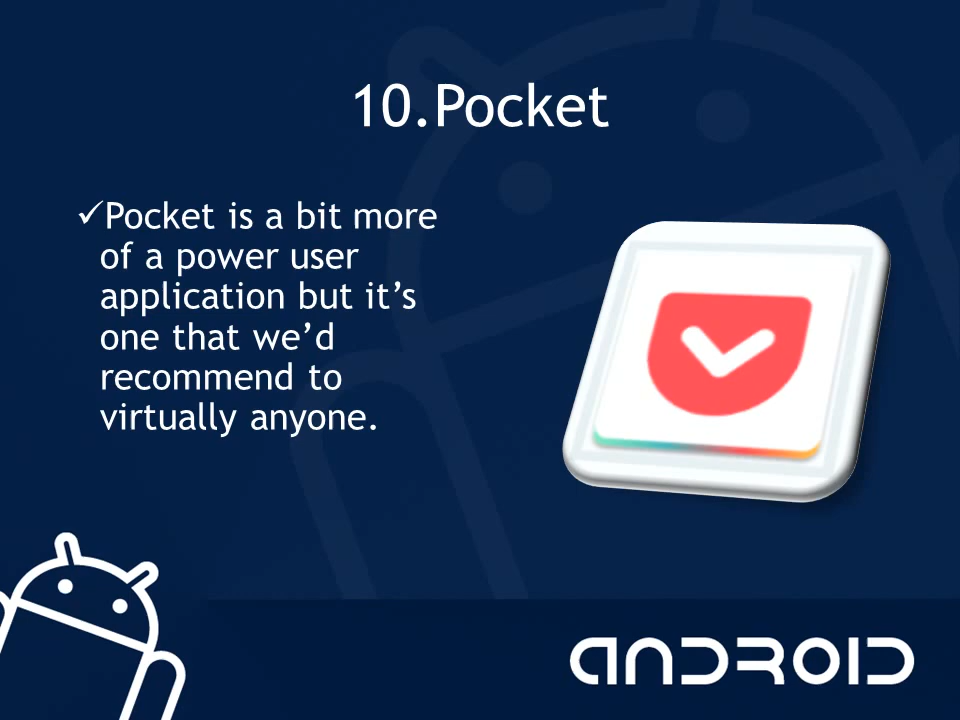 10.Pocket
✓Pocket is a bit more
of a power user
application but it’s
one that we’d
recommend to
virtually anyone.
ANDROID